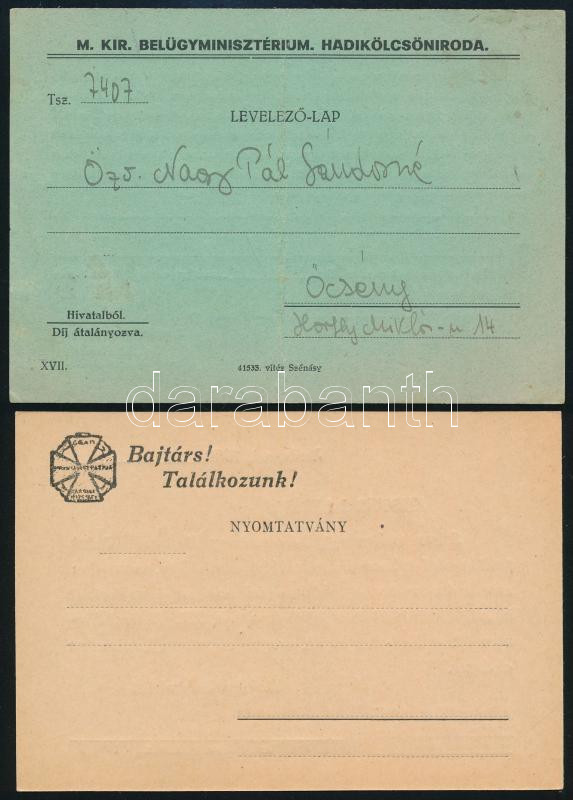 M. KIR. BELÜGYMINISZTÉRIUM. HADIKÖLCSÖNIRODA.
Tsz. 7407
LEVELEZŐ-LAP
Özv. Nagy Pál Sándorné
Őcsény
Horthy Miklós-u 14
Hivatalból.
Díj átalányozva.
XVII.
41533. vitéz Szénásy
darabanth
Bajtárs!
Találkozunk!
NYOMTATVÁNY